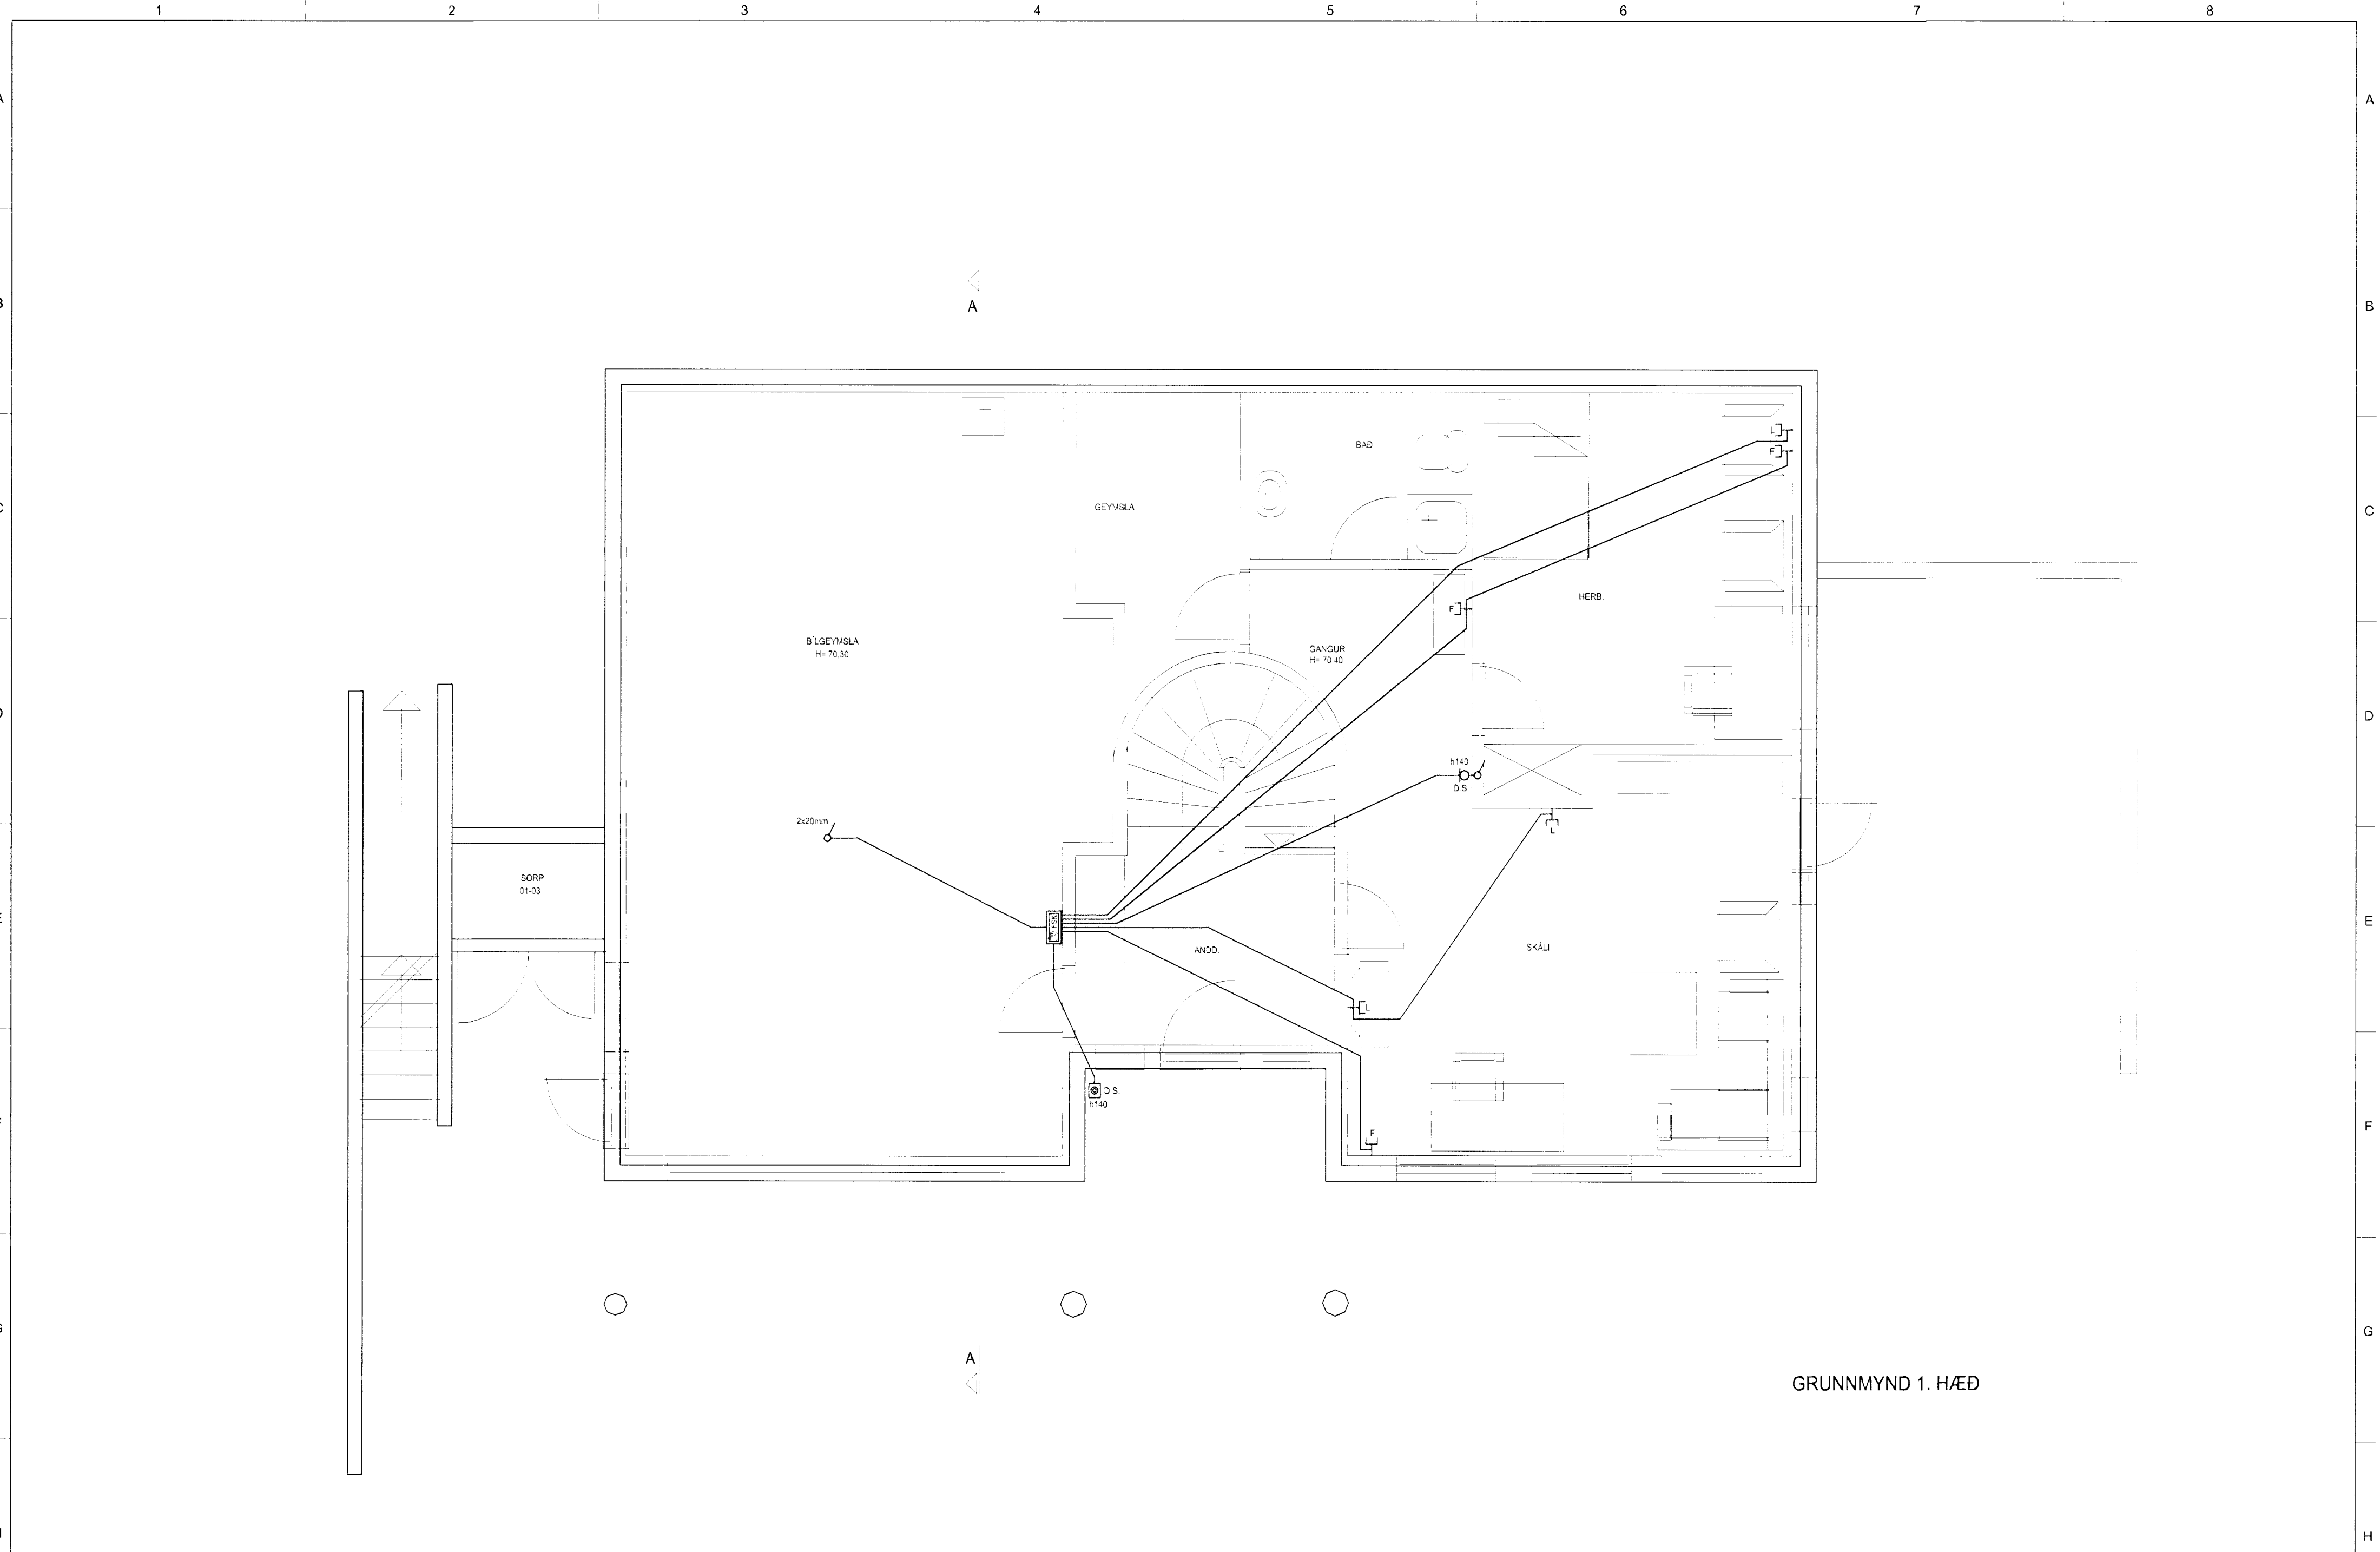 1 2 3 4 5 6 7 8
A A
B
A
BAÐ
L
F
GEYMSLA
C
HERB.
F
BÍLGEYMSLA
H= 70.30
GANGUR
H= 70.40
D
h140
D.S.
2x20mm
L
SORP
01-03
E
ANDD.
SKÁLI
L
D.S.
h140
F
F
G
A
GRUNNMYND 1. HÆÐ
H